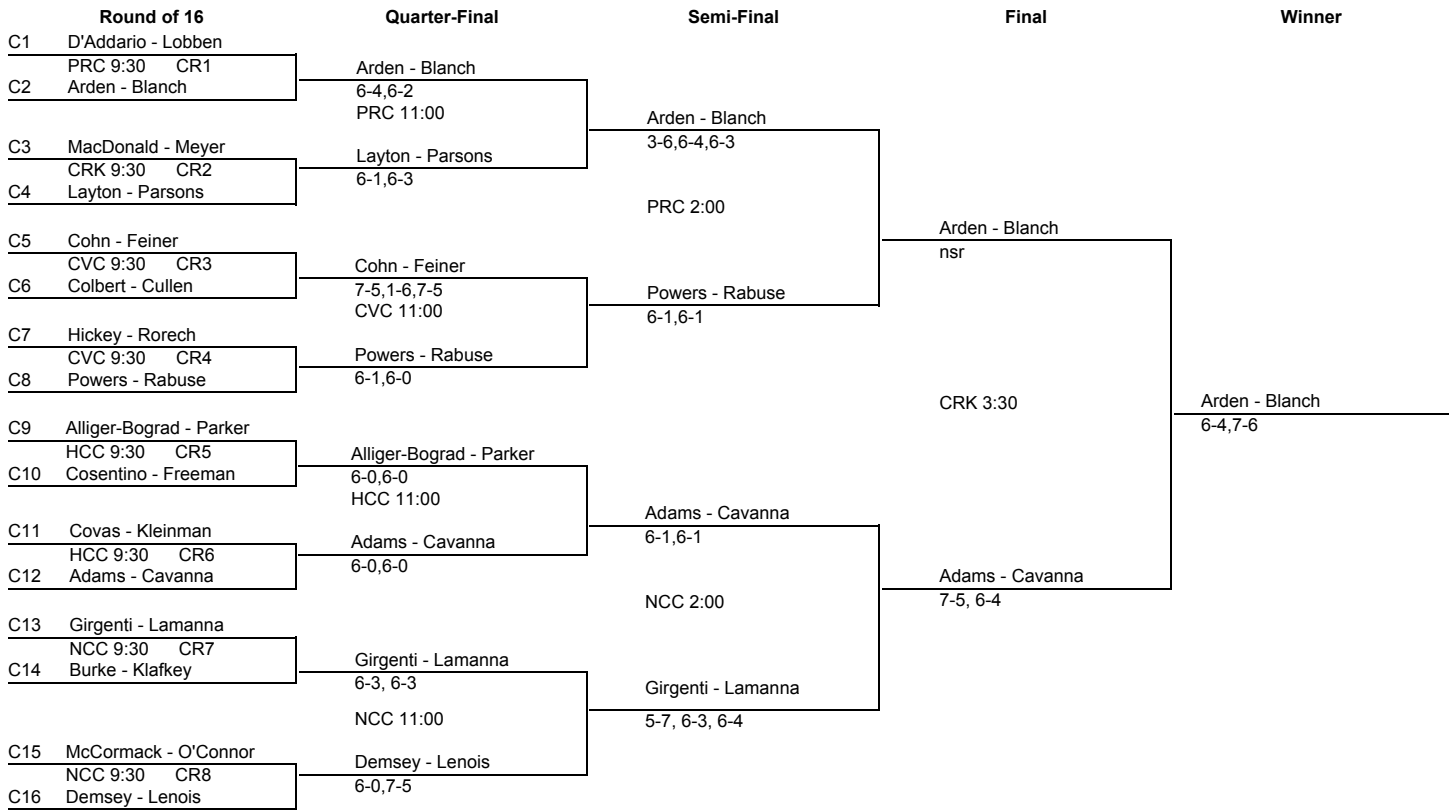 Round of 16 Quarter-Final Semi-Final Final Winner
C1 D'Addario - Lobben
PRC 9:30 CR1
C2 Arden - Blanch
C3 MacDonald - Meyer
CRK 9:30 CR2
C4 Layton - Parsons
C5 Cohn - Feiner
CVC 9:30 CR3
C6 Colbert - Cullen
C7 Hickey - Rorech
CVC 9:30 CR4
C8 Powers - Rabuse
C9 Alliger-Bograd - Parker
HCC 9:30 CR5
C10 Cosentino - Freeman
C11 Covas - Kleinman
HCC 9:30 CR6
C12 Adams - Cavanna
C13 Girgenti - Lamanna
NCC 9:30 CR7
C14 Burke - Klafkey
C15 McCormack - O'Connor
NCC 9:30 CR8
C16 Demsey - Lenois
Arden - Blanch
6-4,6-2
PRC 11:00
Layton - Parsons
6-1,6-3
Cohn - Feiner
7-5,1-6,7-5
CVC 11:00
Powers - Rabuse
6-1,6-0
Alliger-Bograd - Parker
6-0,6-0
HCC 11:00
Adams - Cavanna
6-0,6-0
Girgenti - Lamanna
6-3, 6-3
NCC 11:00
Demsey - Lenois
6-0,7-5
Arden - Blanch
3-6,6-4,6-3
PRC 2:00
Powers - Rabuse
6-1,6-1
Adams - Cavanna
6-1,6-1
NCC 2:00
Girgenti - Lamanna
5-7, 6-3, 6-4
Arden - Blanch
nsr
CRK 3:30
Adams - Cavanna
7-5, 6-4
Arden - Blanch
6-4,7-6